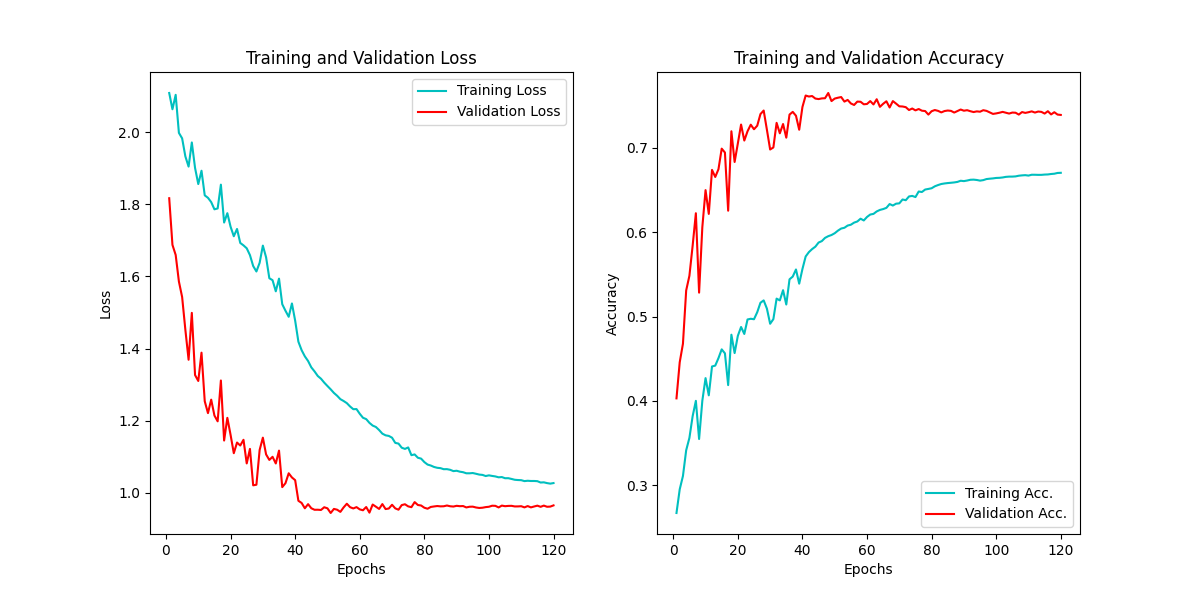 Training and Validation Loss
Training Loss
Validation Loss
2.0
1.8
1.6
1.4
1.2
1.0
Loss
0 20 40 60 80 100 120
Epochs
Training and Validation Accuracy
0.7
0.6
0.5
0.4
0.3
Accuracy
Training Acc.
Validation Acc.
0 20 40 60 80 100 120
Epochs